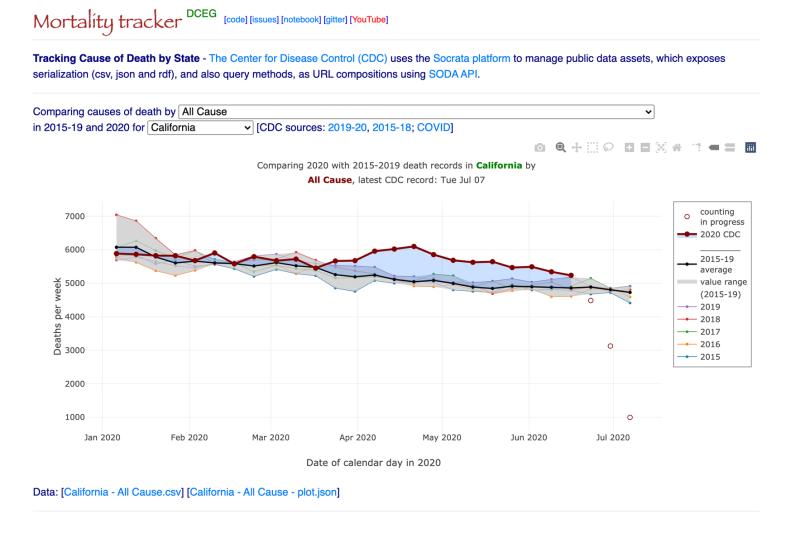 Mortality tracker DCEG [code] [issues] [notebook] [gitter] [YouTube]
Tracking Cause of Death by State - The Center for Disease Control (CDC) uses the Socrata platform to manage public data assets, which exposes
serialization (csv, json and rdf), and also query methods, as URL compositions using SODA API.
Comparing causes of death by All Cause
in 2015-19 and 2020 for California [CDC sources: 2019-20, 2015-18; COVID]
Comparing 2020 with 2015-2019 death records in California by
All Cause, latest CDC record: Tue Jul 07
7000
6000
5000
4000
3000
2000
1000
Deaths per week
Jan 2020 Feb 2020 Mar 2020 Apr 2020 May 2020 Jun 2020 Jul 2020
Date of calendar day in 2020
counting
in progress
2020 CDC
2015-19
average
value range
(2015-19)
2019
2018
2017
2016
2015
Data: [California - All Cause.csv] [California - All Cause - plot.json]